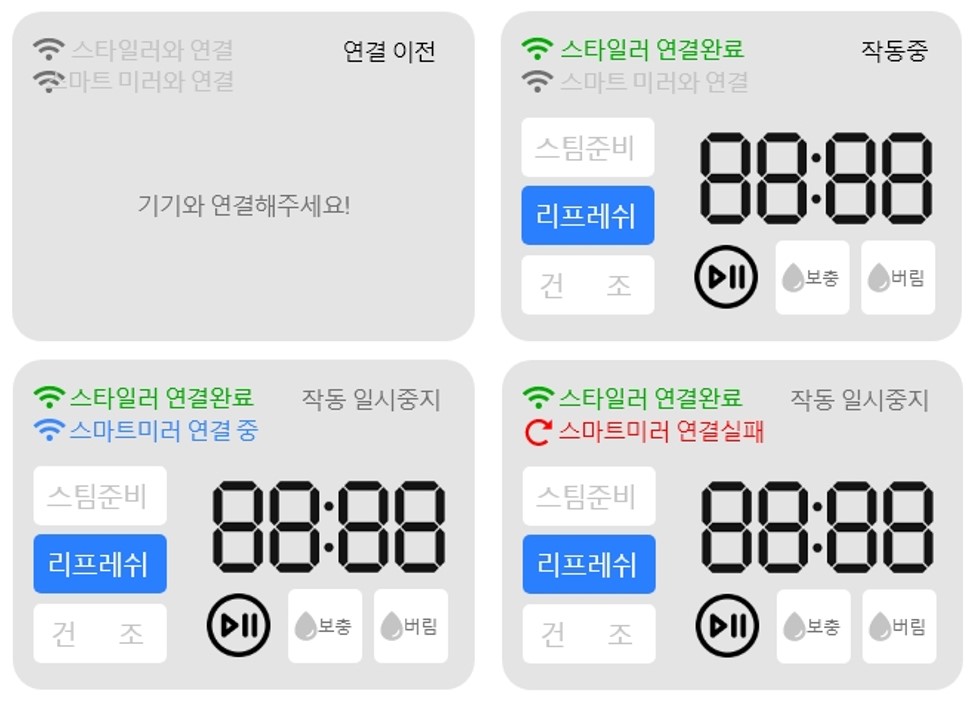 스타일러와 연결
연결 이전
스마트 미러와 연결
기기와 연결해주세요!
스타일러 연결완료
작동중
스마트 미러와 연결
스팀준비
88:88
리프레쉬
건 조
보충
버림
스타일러 연결완료
작동 일시중지
스마트미러 연결 중
스팀준비
88:88
리프레쉬
건 조
보충
버림
스타일러 연결완료
작동 일시중지
스마트미러 연결실패
스팀준비
88:88
리프레쉬
건 조
보충
버림